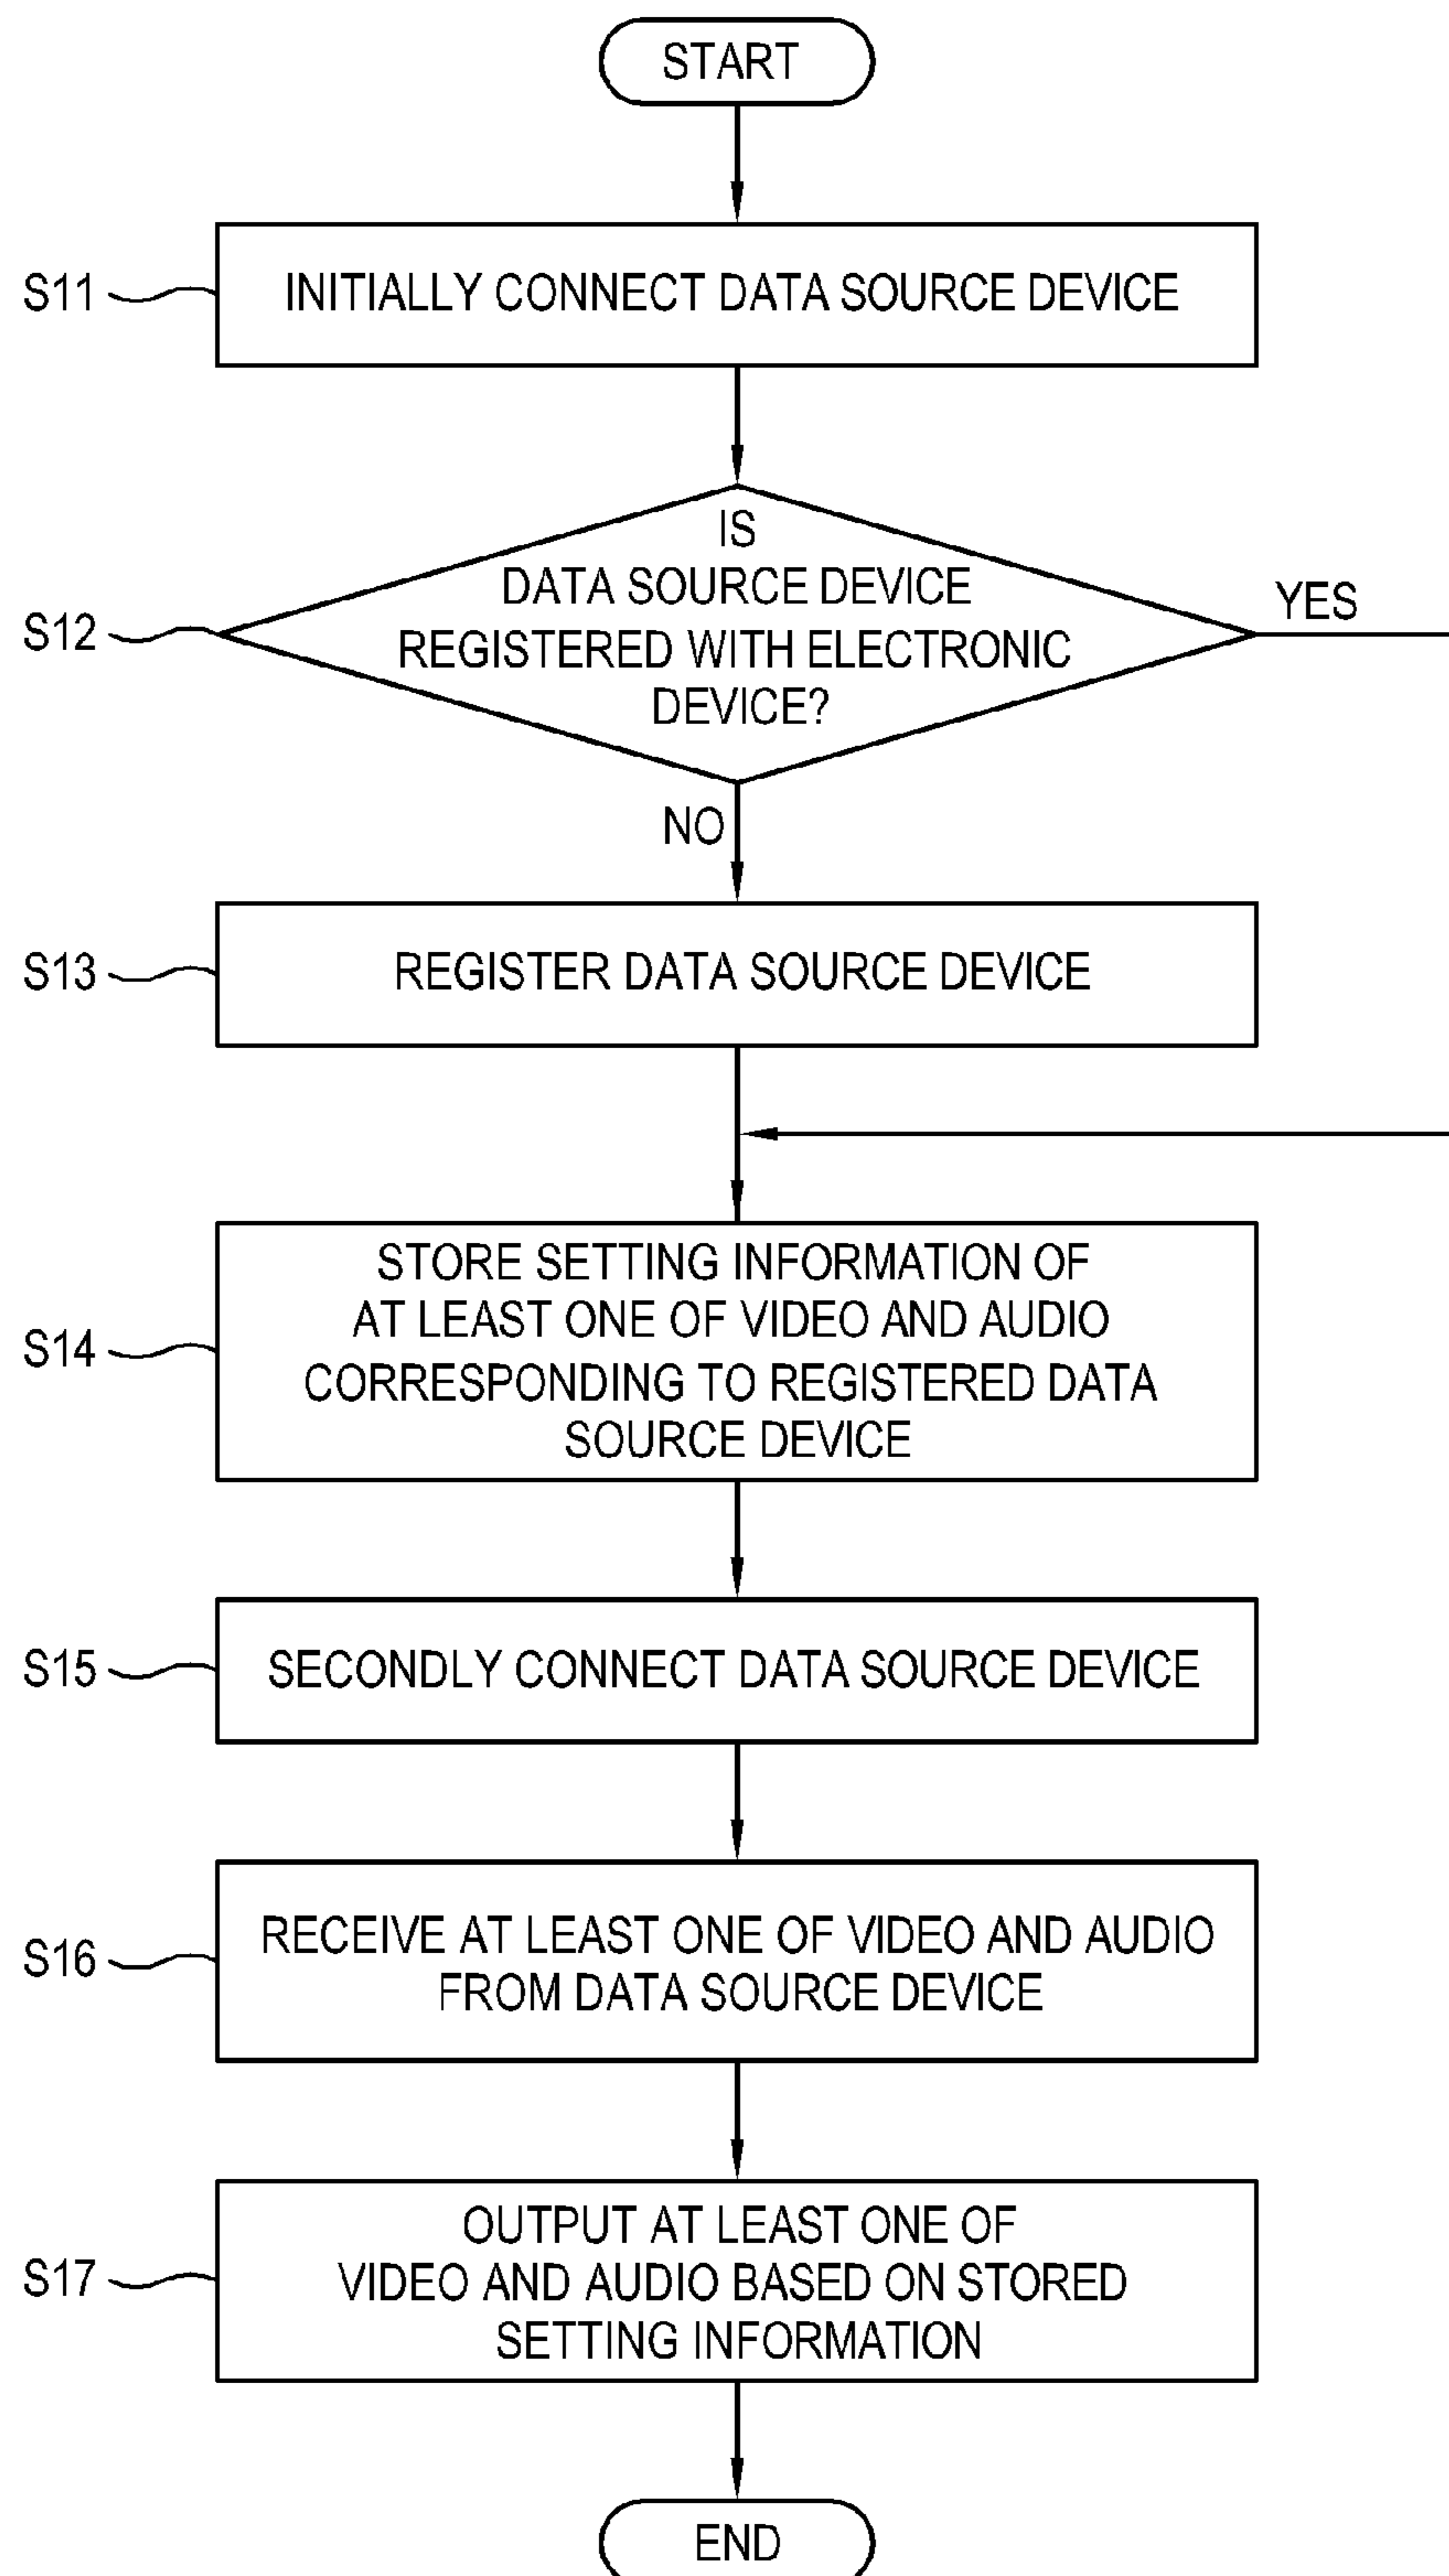 START
S11
INITIALLY CONNECT DATA SOURCE DEVICE
S12
IS
DATA SOURCE DEVICE
REGISTERED WITH ELECTRONIC
DEVICE?
YES
NO
S13
REGISTER DATA SOURCE DEVICE
S14
STORE SETTING INFORMATION OF
AT LEAST ONE OF VIDEO AND AUDIO
CORRESPONDING TO REGISTERED DATA
SOURCE DEVICE
S15
SECONDLY CONNECT DATA SOURCE DEVICE
S16
RECEIVE AT LEAST ONE OF VIDEO AND AUDIO
FROM DATA SOURCE DEVICE
S17
OUTPUT AT LEAST ONE OF
VIDEO AND AUDIO BASED ON STORED
SETTING INFORMATION
END